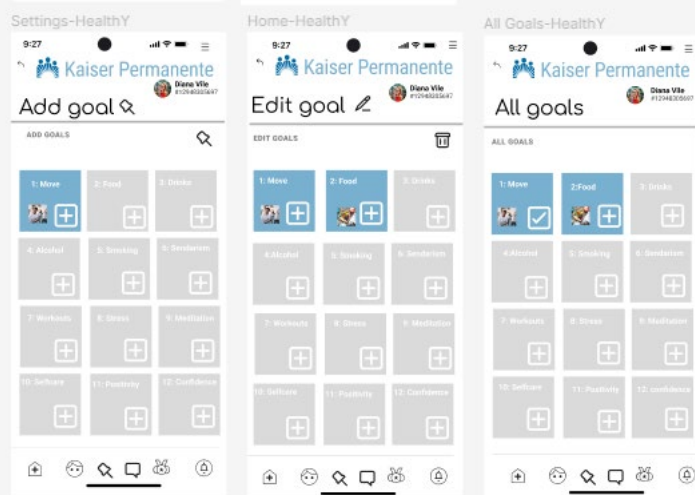 Settings-HealthY
9:27
Kaiser Permanente
Diana Vile
#12948305697
Add goal
ADD GOALS
1: Move
2: Food
3: Drinks
4: Alcohol
5: Smoking
6: Sendarism
7: Workouts
8: Stress
9: Meditation
10: Selfcare
11: Positivity
12: Confidence
Home-HealthY
9:27
Kaiser Permanente
Diana Vile
#12948305697
Edit goal
EDIT GOALS
1: Move
2: Food
3: Drinks
4:Alcohol
5: Smoking
6: Sendarism
7: Workouts
8: Stress
9: Meditation
10: Selfcare
11: Positivity
12: Confidence
All Goals-HealthY
9:27
Kaiser Permanente
Diana Vile
#12948305697
All goals
ALL GOALS
1: Move
2:Food
3: Drinks
4:Alcohol
5: Smoking
6: Sendarism
7: Workouts
8: Stress
9: Meditation
10: Selfcare
11: Positivity
12: confidence